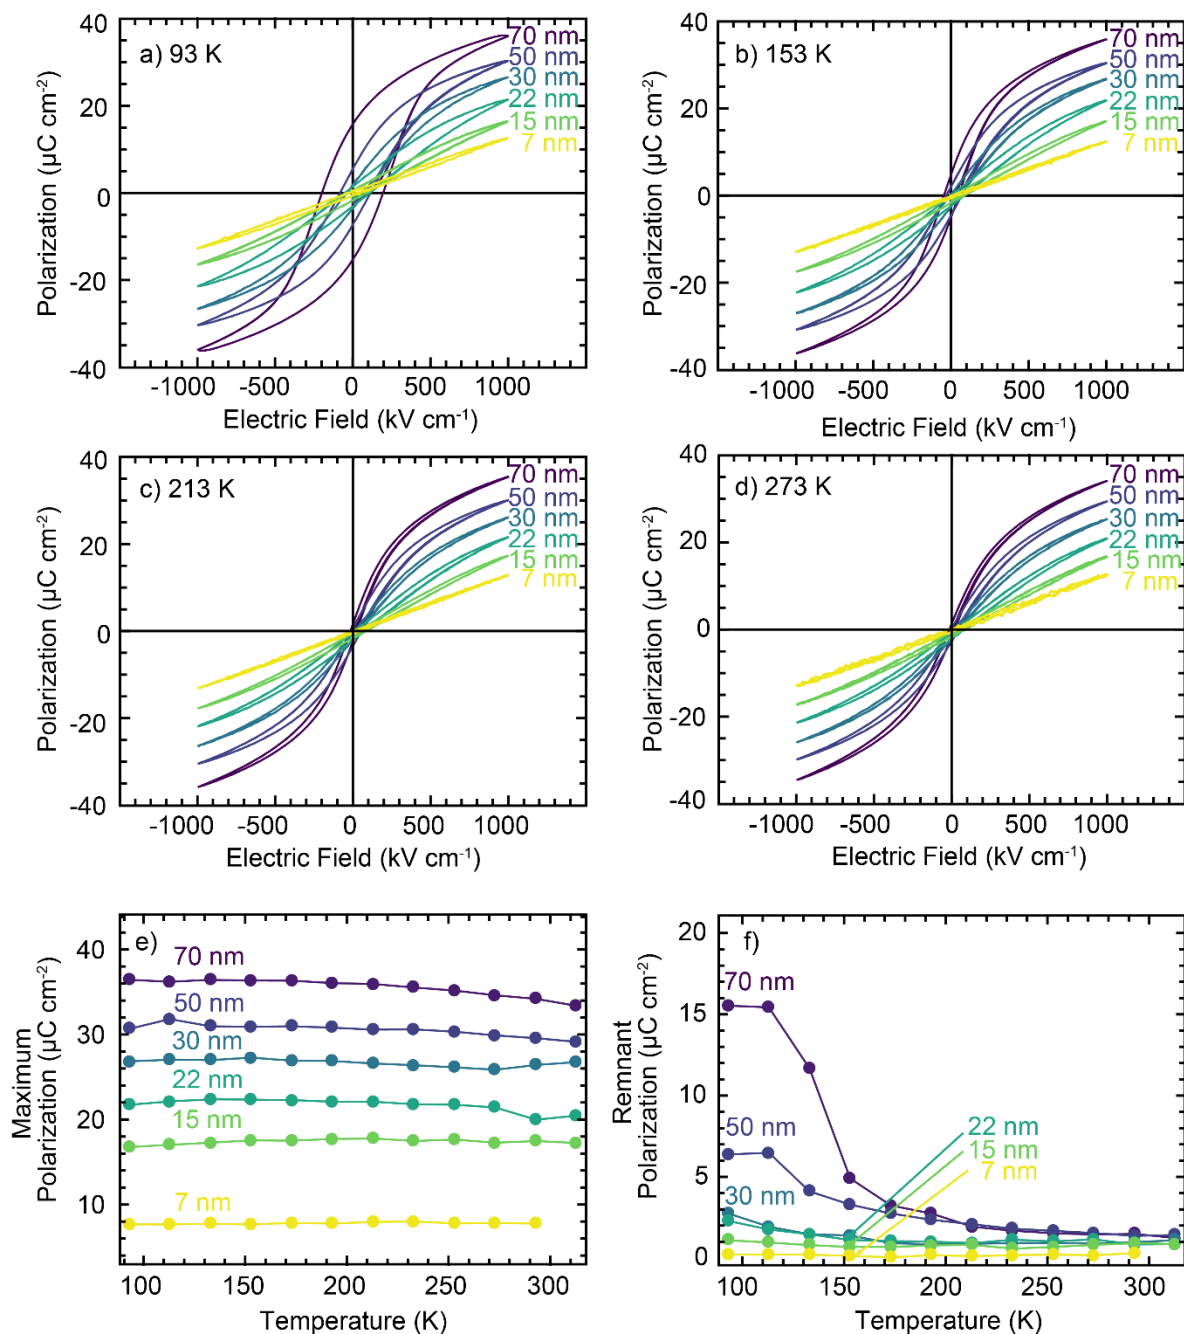 a) 93 K
40
20
0
-20
-40
Polarization (µC cm⁻²)
70 nm
50 nm
30 nm
22 nm
15 nm
7 nm
-1000 -500 0 500 1000
Electric Field (kV cm⁻¹)
b) 153 K
40
20
0
-20
-40
Polarization (µC cm⁻²)
70 nm
50 nm
30 nm
22 nm
15 nm
7 nm
-1000 -500 0 500 1000
Electric Field (kV cm⁻¹)
c) 213 K
40
20
0
-20
-40
Polarization (µC cm⁻²)
70 nm
50 nm
30 nm
22 nm
15 nm
7 nm
-1000 -500 0 500 1000
Electric Field (kV cm⁻¹)
d) 273 K
40
20
0
-20
-40
Polarization (µC cm⁻²)
70 nm
50 nm
30 nm
22 nm
15 nm
7 nm
-1000 -500 0 500 1000
Electric Field (kV cm⁻¹)
e)
40
30
20
10
Maximum
Polarization (µC cm⁻²)
70 nm
50 nm
30 nm
22 nm
15 nm
7 nm
100 150 200 250 300
Temperature (K)
f)
20
15
10
5
0
Remnant
Polarization (µC cm⁻²)
70 nm
50 nm
30 nm
22 nm
15 nm
7 nm
100 150 200 250 300
Temperature (K)